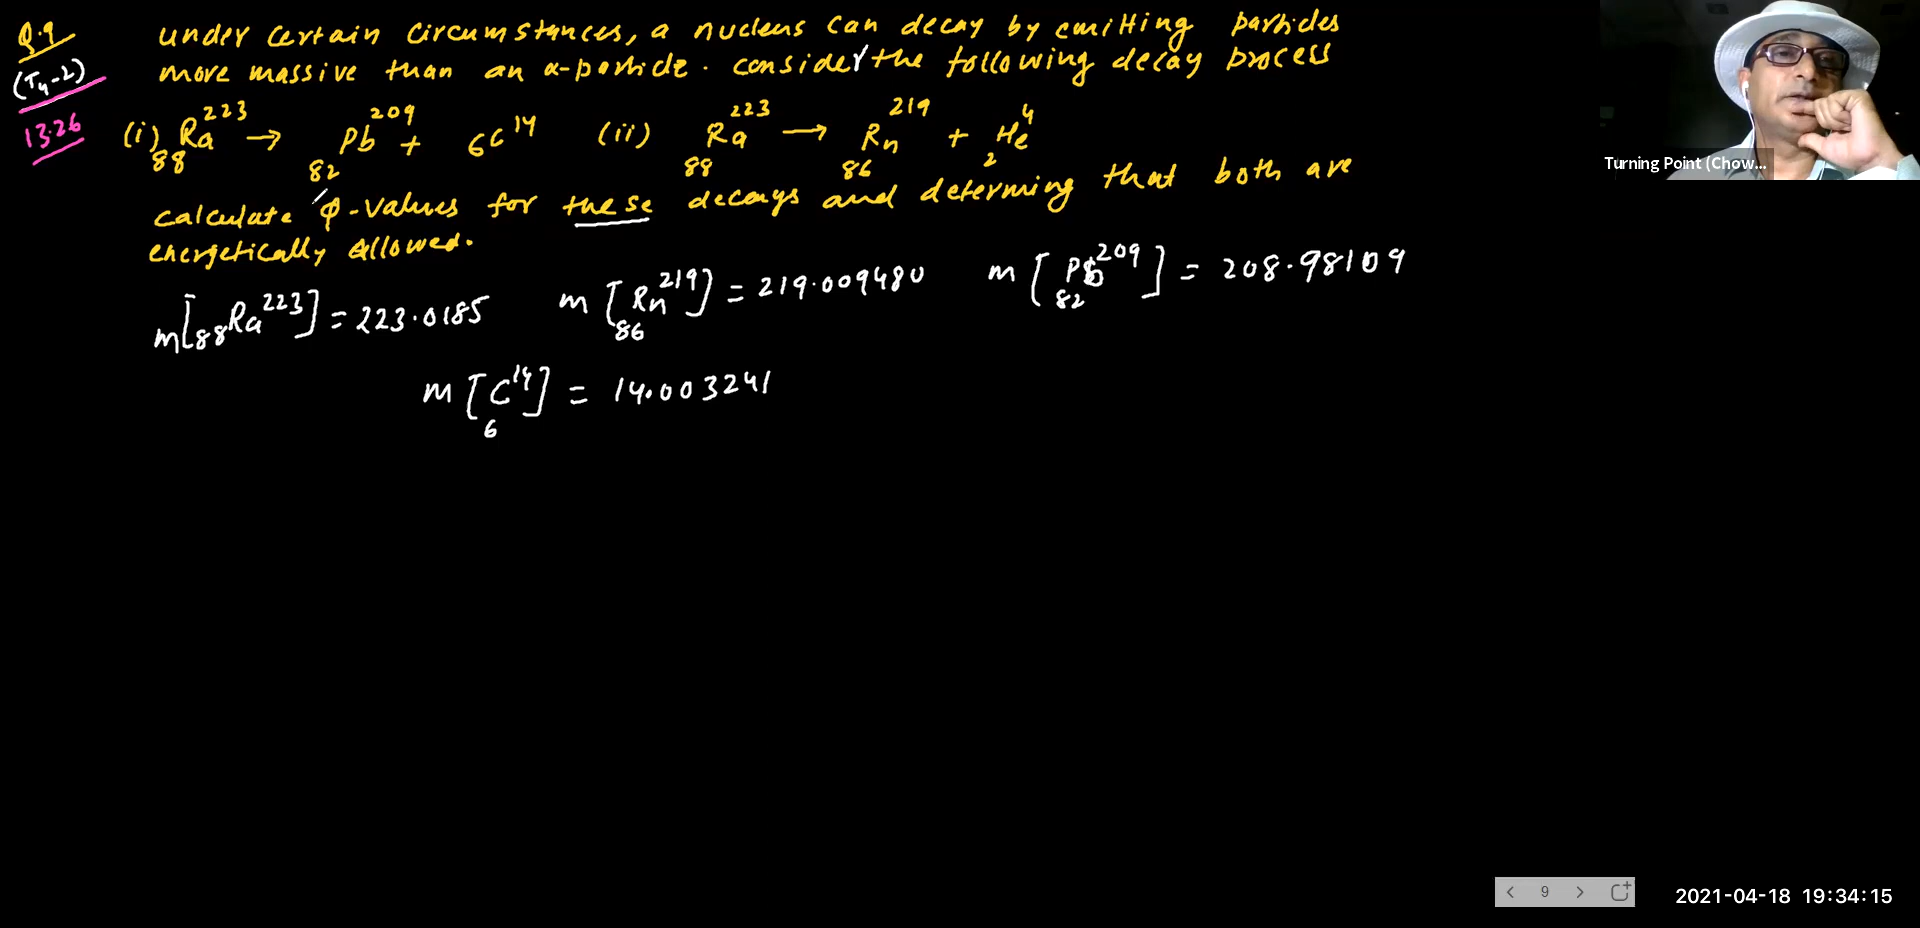 Q.9
(T4-2)
13.26
under certain circumstances, a nucleus can decay by emitting particles
more massive than an α-particle. consider the following decay process
(i) 88Ra223 → 82Pb209 + 6C14 (ii) 88Ra223 → 86Rn219 + 2He4
calculate φ-values for these decays and determing that both are
energetically allowed.
m[88Ra223] = 223.0185 m[86Rn219] = 219.009480 m[82Pb209] = 208.98109
m[6C14] = 14.003241
Turning Point (Chow...
< 9 >
2021-04-18 19:34:15